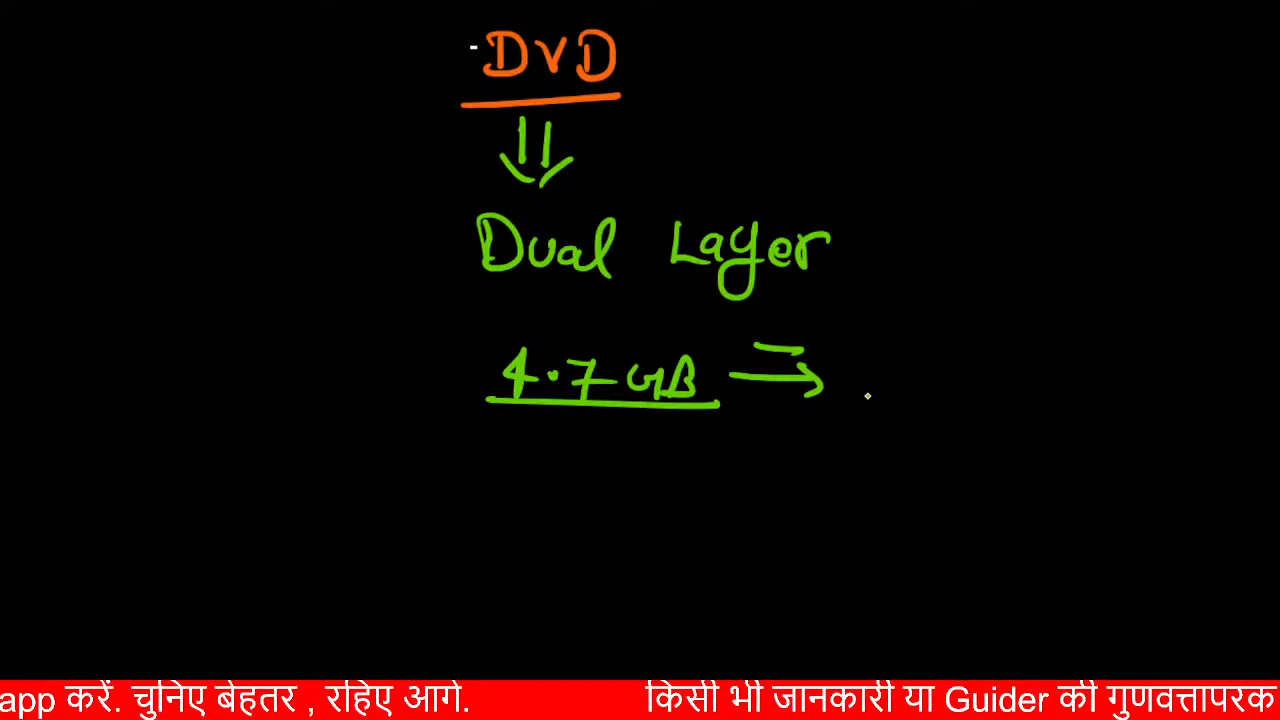 DVD
Dual Layer
4.7 GB
app करें. चुनिए बेहतर , रहिए आगे. किसी भी जानकारी या Guider की गुणवत्तापरक